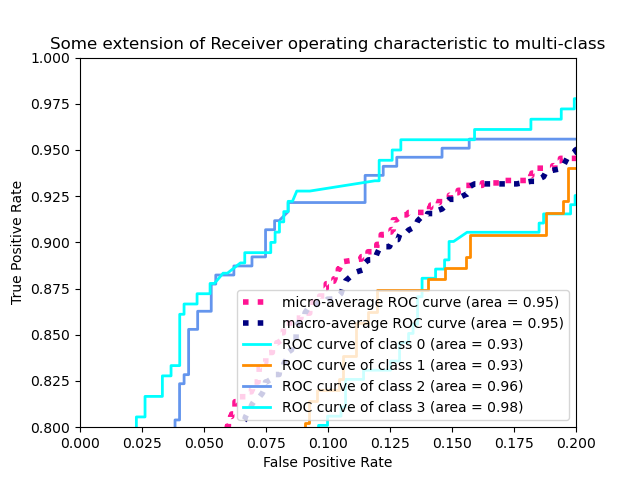 Some extension of Receiver operating characteristic to multi-class
1.000
0.975
0.950
0.925
0.900
0.875
0.850
0.825
0.800
True Positive Rate
micro-average ROC curve (area = 0.95)
macro-average ROC curve (area = 0.95)
ROC curve of class 0 (area = 0.93)
ROC curve of class 1 (area = 0.93)
ROC curve of class 2 (area = 0.96)
ROC curve of class 3 (area = 0.98)
0.000 0.025 0.050 0.075 0.100 0.125 0.150 0.175 0.200
False Positive Rate